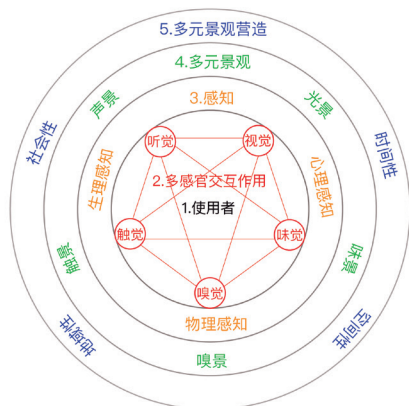 5.多元景观营造
4.多元景观
3.感知
声景
光景
社会性
时间性
听觉
视觉
2.多感官交互作用
1.使用者
生理感知
心理感知
触觉
味觉
触景
味景
嗅觉
物理感知
地域性
空间性
嗅景